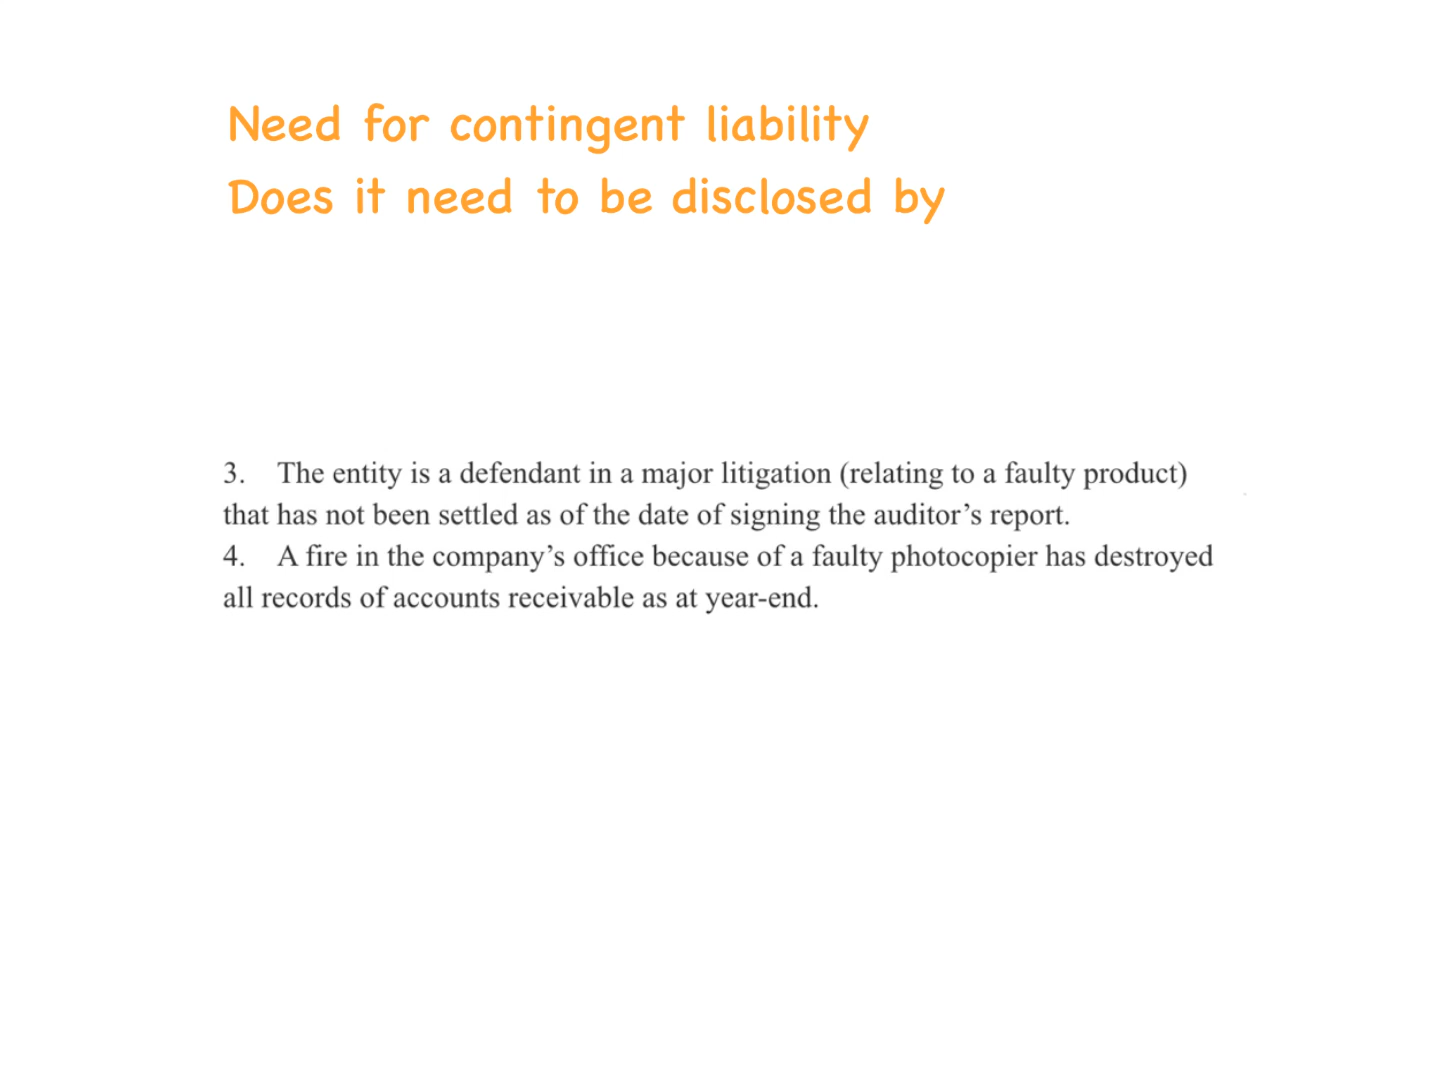 Need for contingent liability
Does it need to be disclosed by
3. The entity is a defendant in a major litigation (relating to a faulty product)
that has not been settled as of the date of signing the auditor’s report.
4. A fire in the company’s office because of a faulty photocopier has destroyed
all records of accounts receivable as at year-end.